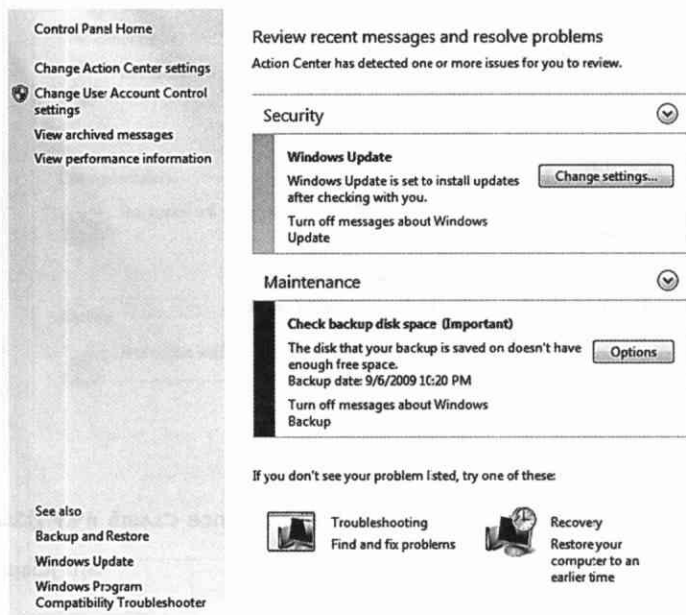 Control Panel Home
Change Action Center settings
Change User Account Control
settings
View archived messages
View performance information
See also
Backup and Restore
Windows Update
Windows Program
Compatibility Troubleshooter
Review recent messages and resolve problems
Action Center has detected one or more issues for you to review.
Security
Windows Update
Windows Update is set to install updates
after checking with you.
Change settings...
Turn off messages about Windows
Update
Maintenance
Check backup disk space (Important)
The disk that your backup is saved on doesn't have
enough free space.
Backup date: 9/6/2009 10:20 PM
Options
Turn off messages about Windows
Backup
If you don't see your problem listed, try one of these:
Troubleshooting
Find and fix problems
Recovery
Restore your
computer to an
earlier time